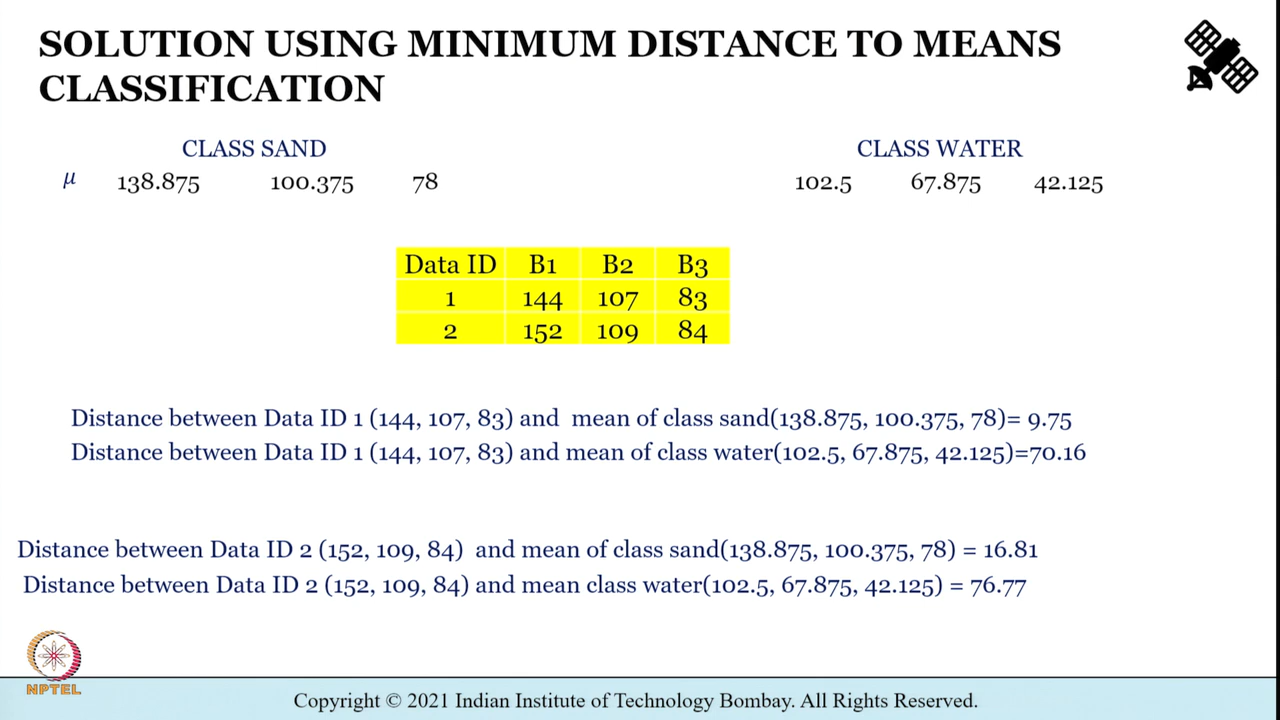 SOLUTION USING MINIMUM DISTANCE TO MEANS
CLASSIFICATION
CLASS SAND
CLASS WATER
μ 138.875 100.375 78
102.5 67.875 42.125
Data ID B1 B2 B3
1 144 107 83
2 152 109 84
Distance between Data ID 1 (144, 107, 83) and mean of class sand(138.875, 100.375, 78)= 9.75
Distance between Data ID 1 (144, 107, 83) and mean of class water(102.5, 67.875, 42.125)=70.16
Distance between Data ID 2 (152, 109, 84) and mean of class sand(138.875, 100.375, 78) = 16.81
Distance between Data ID 2 (152, 109, 84) and mean class water(102.5, 67.875, 42.125) = 76.77
NPTEL
Copyright © 2021 Indian Institute of Technology Bombay. All Rights Reserved.